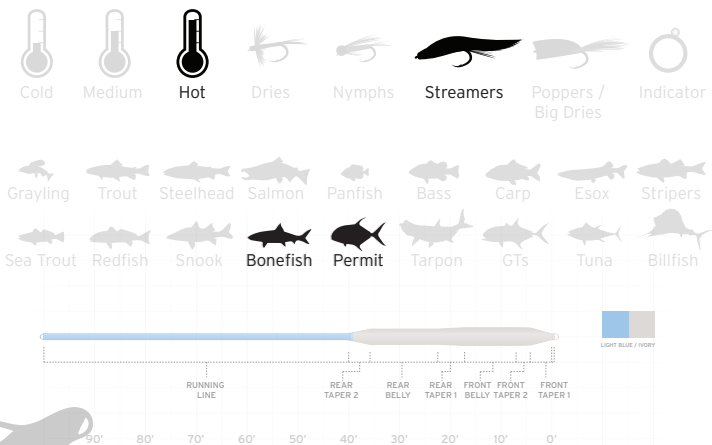 Cold Medium Hot Dries Nymphs Streamers Poppers / Indicator
Big Dries
Grayling Trout Steelhead Salmon Panfish Bass Carp Esox Stripers
Sea Trout Redfish Snook Bonefish Permit Tarpon GTs Tuna Billfish
LIGHT BLUE / IVORY
RUNNING REAR REAR REAR FRONT FRONT FRONT
LINE TAPER 2 BELLY TAPER 1 BELLY TAPER 2 TAPER 1
90' 80' 70' 60' 50' 40' 30' 20' 10' 0'